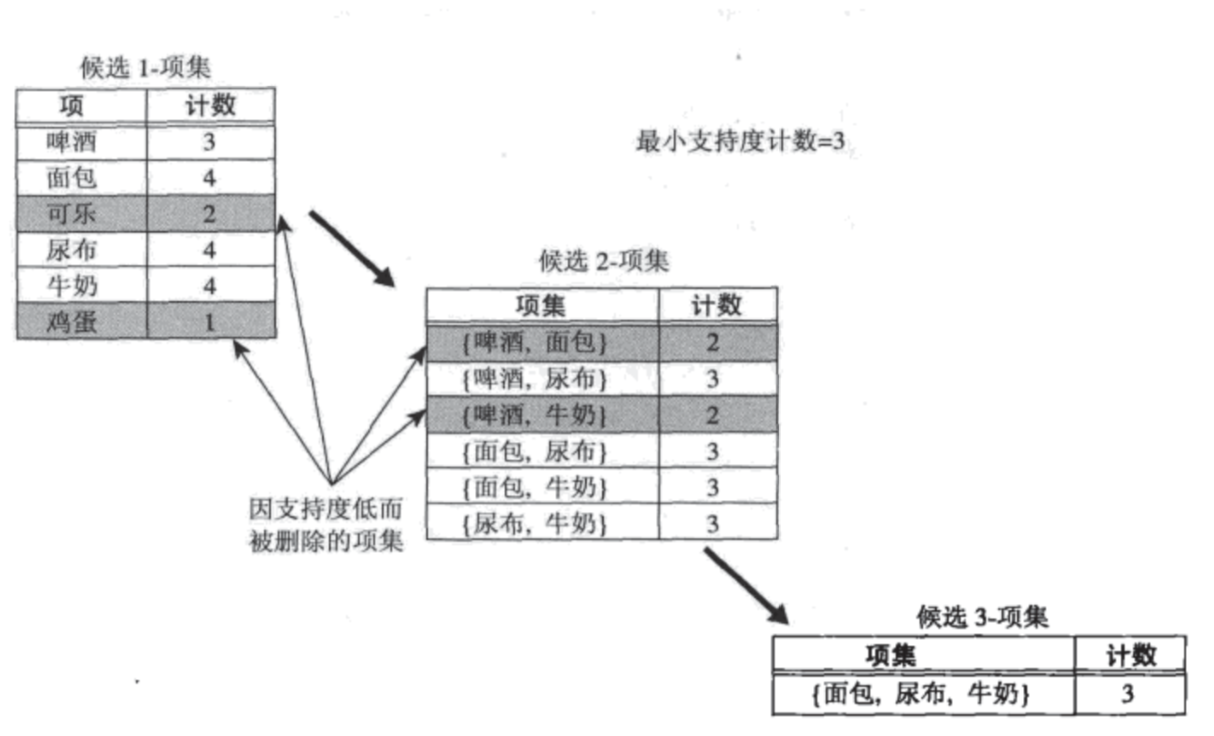 候选 1-项集
项 计数
啤酒 3
面包 4
可乐 2
尿布 4
牛奶 4
鸡蛋 1
最小支持度计数=3
候选 2-项集
项集 计数
{啤酒, 面包} 2
{啤酒, 尿布} 3
{啤酒, 牛奶} 2
{面包, 尿布} 3
{面包, 牛奶} 3
{尿布, 牛奶} 3
因支持度低而
被删除的项集
候选 3-项集
项集 计数
{面包, 尿布, 牛奶} 3